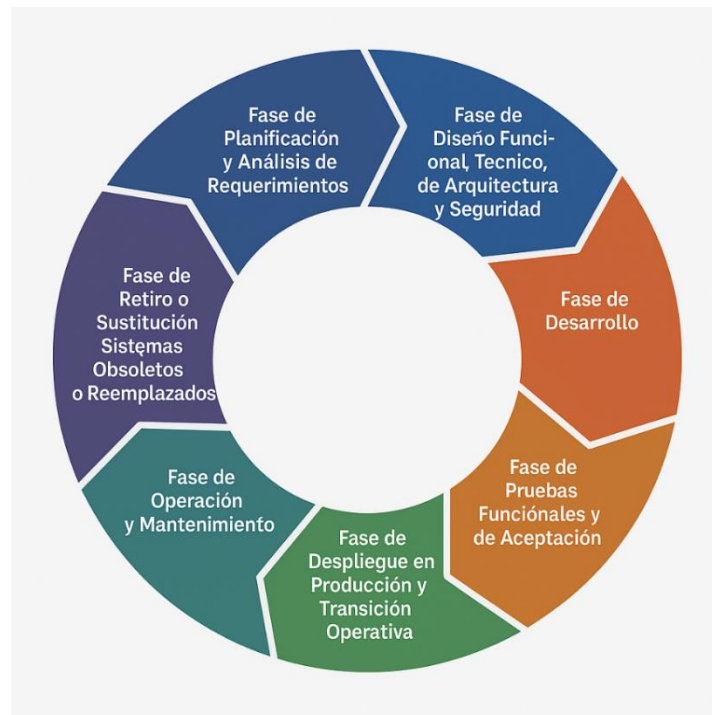 Fase de
Planificación
y Análisis de
Requerimientos
Fase de
Diseño Funci-
onal, Tecnico,
de Arquitectura
y Seguridad
Fase de
Desarrollo
Fase de
Pruebas
Funciónales y
de Aceptación
Fase de
Despliegue en
Producción y
Transición
Operativa
Fase de
Operación
y Mantenimiento
Fase de
Retiro o
Sustitución
Sistęmas
Obsoletos
o Reemplazados